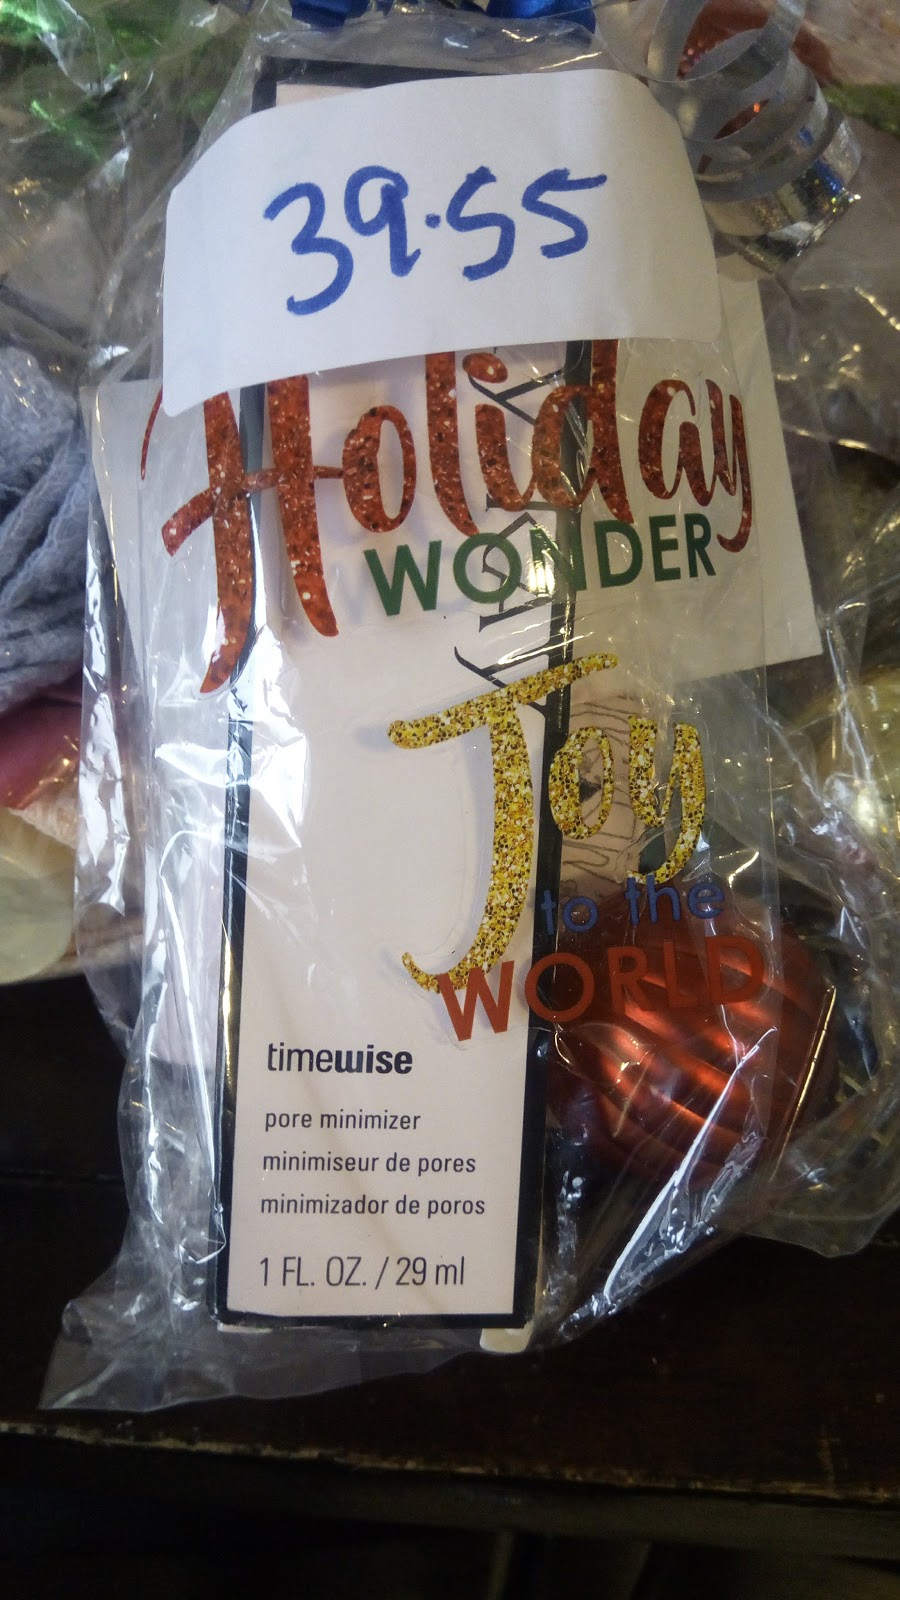 39.55
Holiday
WONDER
Joy
to the
WORLD
timewise
pore minimizer
minimiseur de pores
minimizador de poros
1 FL. OZ. / 29 ml